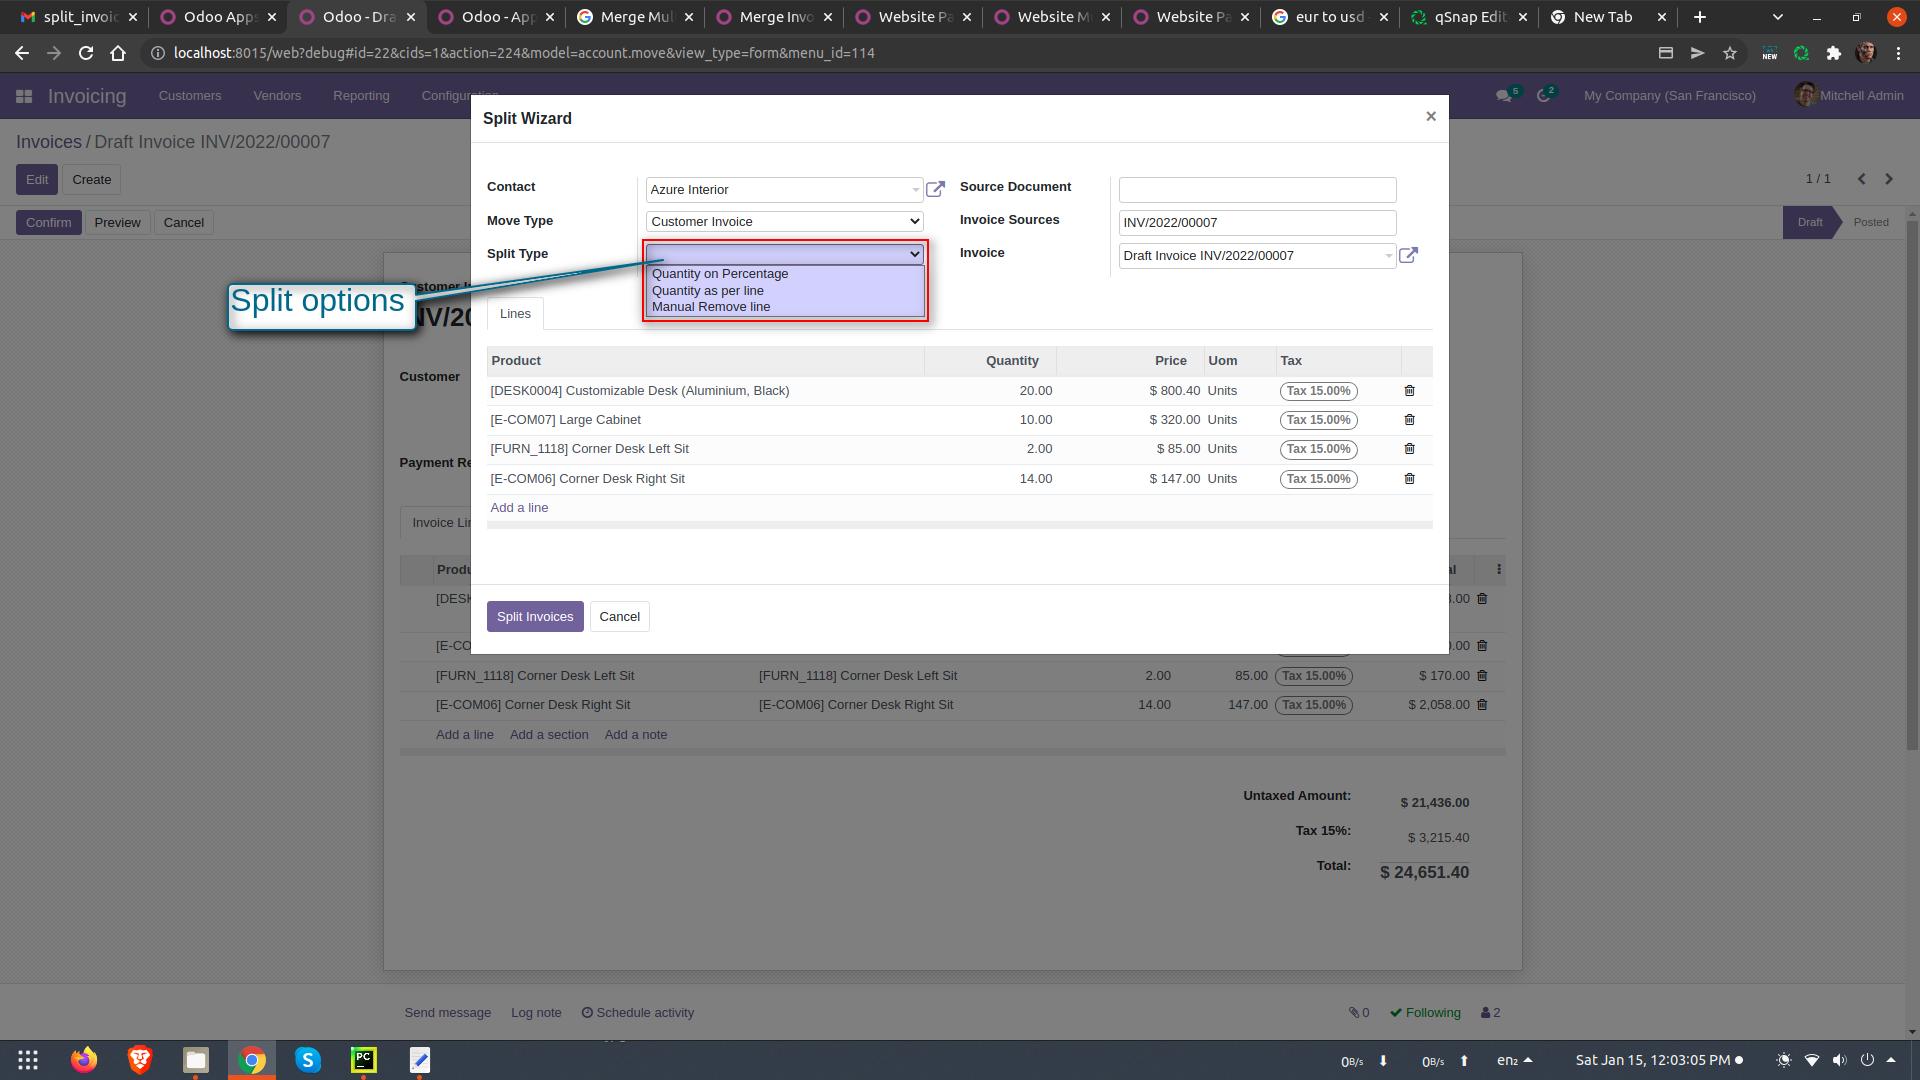 split_invoic
Odoo Apps
Odoo - Dra
Odoo - App
Merge Mul
Merge Invo
Website Pa
Website M
Website Pa
eur to usd -
qSnap Edit
New Tab
localhost:8015/web?debug#id=22&cids=1&action=224&model=account.move&view_type=form&menu_id=114
NEW
Invoicing
Customers
Vendors
Reporting
Configuration
5
2
My Company (San Francisco)
Mitchell Admin
Invoices / Draft Invoice INV/2022/00007
Edit
Create
1 / 1
Confirm
Preview
Cancel
Draft
Posted
Split Wizard
×
Contact
Azure Interior
Source Document
Move Type
Customer Invoice
Invoice Sources
INV/2022/00007
Split Type
Invoice
Draft Invoice INV/2022/00007
Quantity on Percentage
Quantity as per line
Manual Remove line
Split options
Customer In
NV/20
Customer
Payment Re
Invoice Lin
Lines
Product Quantity Price Uom Tax
[DESK0004] Customizable Desk (Aluminium, Black) 20.00 $ 800.40 Units Tax 15.00%
[E-COM07] Large Cabinet 10.00 $ 320.00 Units Tax 15.00%
[FURN_1118] Corner Desk Left Sit 2.00 $ 85.00 Units Tax 15.00%
[E-COM06] Corner Desk Right Sit 14.00 $ 147.00 Units Tax 15.00%
Add a line
Split Invoices
Cancel
Produ
al
[DESK
.00
[E-CO
0.00
[FURN_1118] Corner Desk Left Sit [FURN_1118] Corner Desk Left Sit 2.00 85.00 Tax 15.00% $ 170.00
[E-COM06] Corner Desk Right Sit [E-COM06] Corner Desk Right Sit 14.00 147.00 Tax 15.00% $ 2,058.00
Add a line Add a section Add a note
Untaxed Amount: $ 21,436.00
Tax 15%: $ 3,215.40
Total: $ 24,651.40
Send message
Log note
Schedule activity
0
Following
2
PC
0B/s
0B/s
en₂
Sat Jan 15, 12:03:05 PM